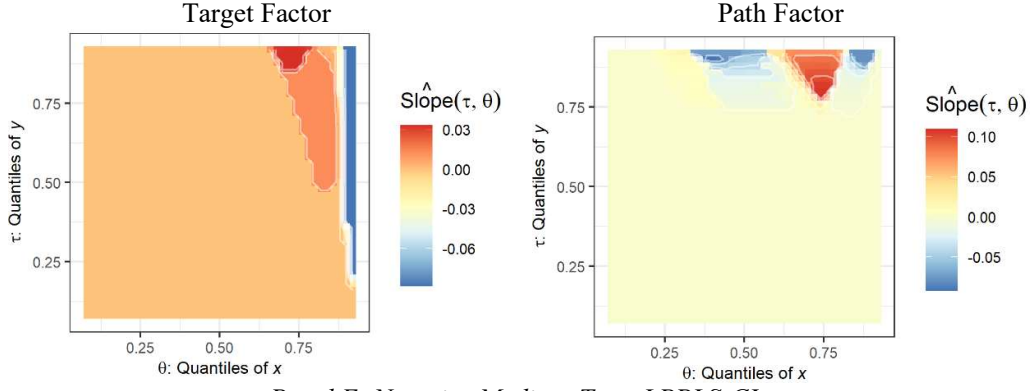 Target Factor
Path Factor
τ: Quantiles of y
0.75
0.50
0.25
0.25 0.50 0.75
θ: Quantiles of x
Slôpe(τ, θ)
0.03
0.00
-0.03
-0.06
τ: Quantiles of y
0.75
0.50
0.25
0.25 0.50 0.75
θ: Quantiles of x
Slôpe(τ, θ)
0.10
0.05
0.00
-0.05